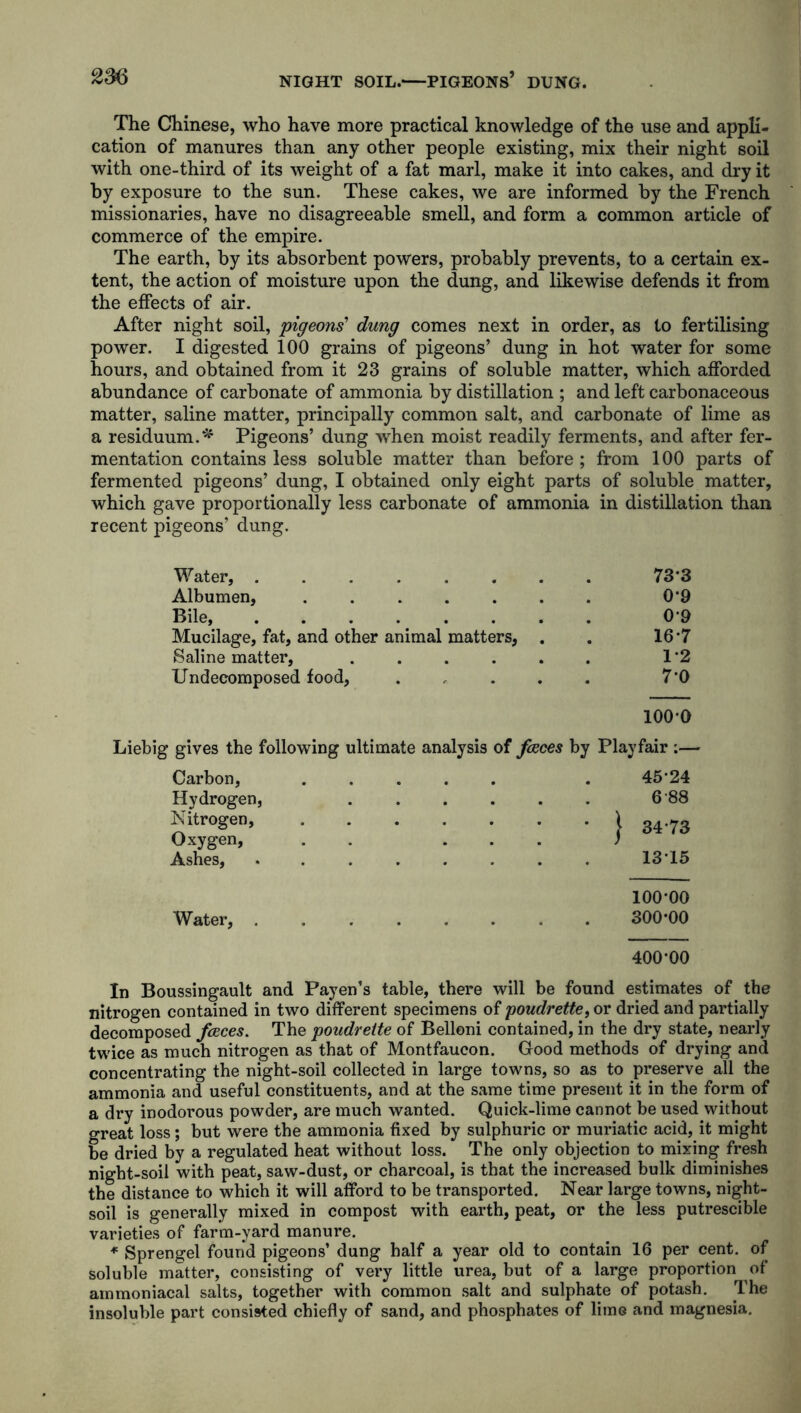 236
NIGHT SOIL.—PIGEONS’ DUNG.
The Chinese, who have more practical knowledge of the use and appli-
cation of manures than any other people existing, mix their night soil
with one-third of its weight of a fat marl, make it into cakes, and dry it
by exposure to the sun. These cakes, we are informed by the French
missionaries, have no disagreeable smell, and form a common article of
commerce of the empire.
The earth, by its absorbent powers, probably prevents, to a certain ex-
tent, the action of moisture upon the dung, and likewise defends it from
the effects of air.
After night soil, pigeons’ dung comes next in order, as to fertilising
power. I digested 100 grains of pigeons’ dung in hot water for some
hours, and obtained from it 23 grains of soluble matter, which afforded
abundance of carbonate of ammonia by distillation ; and left carbonaceous
matter, saline matter, principally common salt, and carbonate of lime as
a residuum.* Pigeons’ dung when moist readily ferments, and after fer-
mentation contains less soluble matter than before ; from 100 parts of
fermented pigeons’ dung, I obtained only eight parts of soluble matter,
which gave proportionally less carbonate of ammonia in distillation than
recent pigeons’ dung.
Water, . . . . . . . . 73·3
Albumen, . . . . . . . 0·9
Bile, . . . . . . . . 0·9
Mucilage, fat, and other animal matters, . . 16·7
Saline matter, . . . . . . 1·2
Undecomposed food, . . . . . 7·0
100·0
Liebig gives the following ultimate analysis of fæces by Playfair :—
Carbon, . . . . . . 45·24
Hydrogen, . . . . . . 6·88
Nitrogen, . . . . . . . } 34·73
Oxygen, . . . . . }
Ashes, . . . . . . . . 13·15
100·00
Water, . . . . . . . . 300·00
400·00
In Boussingault and Payen’s table, there will be found estimates of the
nitrogen contained in two different specimens of poudrette, or dried and partially
decomposed fæces. The poudrette of Belloni contained, in the dry state, nearly
twice as much nitrogen as that of Montfaucon. Good methods of drying and
concentrating the night-soil collected in large towns, so as to preserve all the
ammonia and useful constituents, and at the same time present it in the form of
a dry inodorous powder, are much wanted. Quick-lime cannot be used without
great loss ; but were the ammonia fixed by sulphuric or muriatic acid, it might
be dried by a regulated heat without loss. The only objection to mixing fresh
night-soil with peat, saw-dust, or charcoal, is that the increased bulk diminishes
the distance to which it will afford to be transported. Near large towns, night-
soil is generally mixed in compost with earth, peat, or the less putrescible
varieties of farm-yard manure.
* Sprengel found pigeons’ dung half a year old to contain 16 per cent. of
soluble matter, consisting of very little urea, but of a large proportion of
ammoniacal salts, together with common salt and sulphate of potash. The
insoluble part consisted chiefly of sand, and phosphates of lime and magnesia.